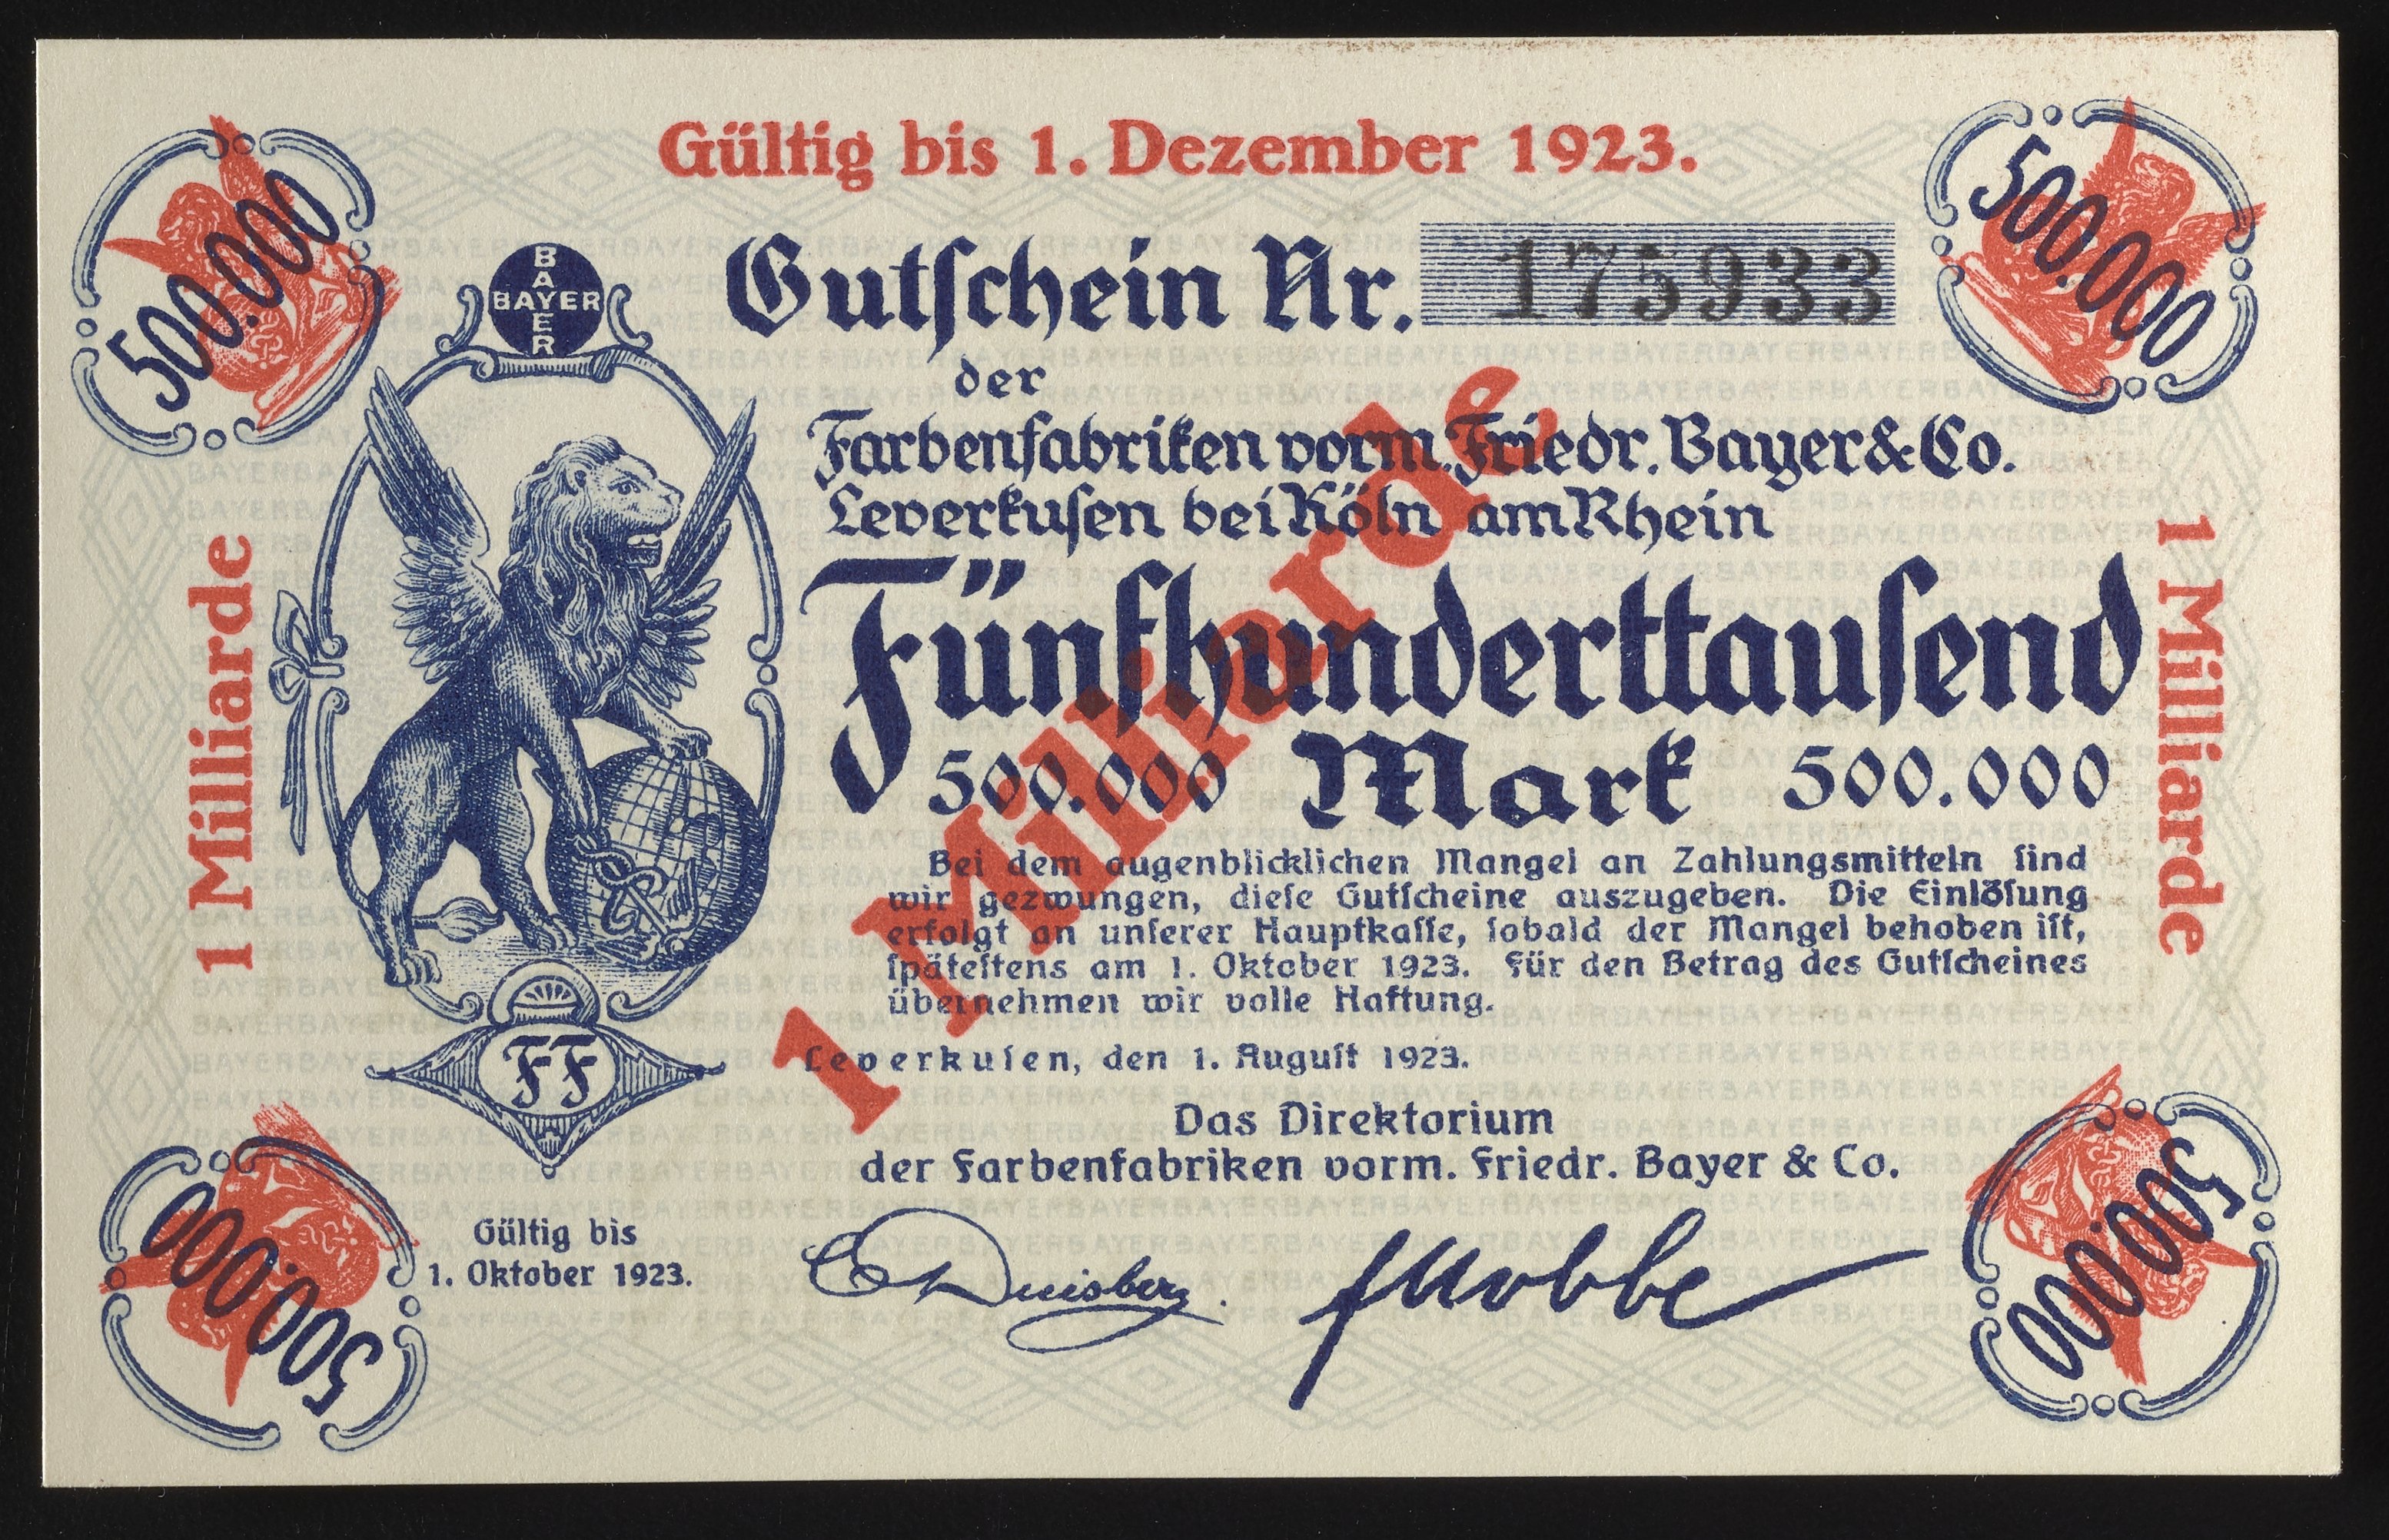 Gültig bis 1. Dezember 1923.
500.000
500.000
BAYER
BAYER
Gutschein Nr. 175933
der
Farbenfabriken vorm. Friedr. Bayer & Co.
Leverkusen bei Köln am Rhein
Fünfhunderttausend
500.000 Mark 500.000
1 Milliarde
1 Milliarde
1 Milliarde
Bei dem augenblicklichen Mangel an Zahlungsmitteln sind
wir gezwungen, diese Gutscheine auszugeben. Die Einlösung
erfolgt an unserer Hauptkasse, sobald der Mangel behoben ist,
spätestens am 1. Oktober 1923. Für den Betrag des Gutscheines
übernehmen wir volle Haftung.
Leverkusen, den 1. August 1923.
FF
Das Direktorium
der Farbenfabriken vorm. Friedr. Bayer & Co.
Gültig bis
1. Oktober 1923.
C Duisberg.
500.000
500.000